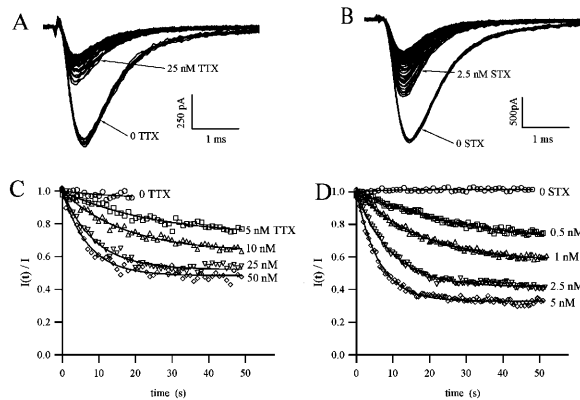 A
25 nM TTX
0 TTX
250 pA
1 ms
B
2.5 nM STX
0 STX
500pA
1 ms
C
I(t) / I
1.0
0.8
0.6
0.4
0.2
0.0
0 TTX
5 nM TTX
10 nM
25 nM
50 nM
0 10 20 30 40 50
time (s)
D
I(t) / I
1.0
0.8
0.6
0.4
0.2
0.0
0 STX
0.5 n
1 nM
2.5 n
5 nM
0 10 20 30 40 50
time (s)